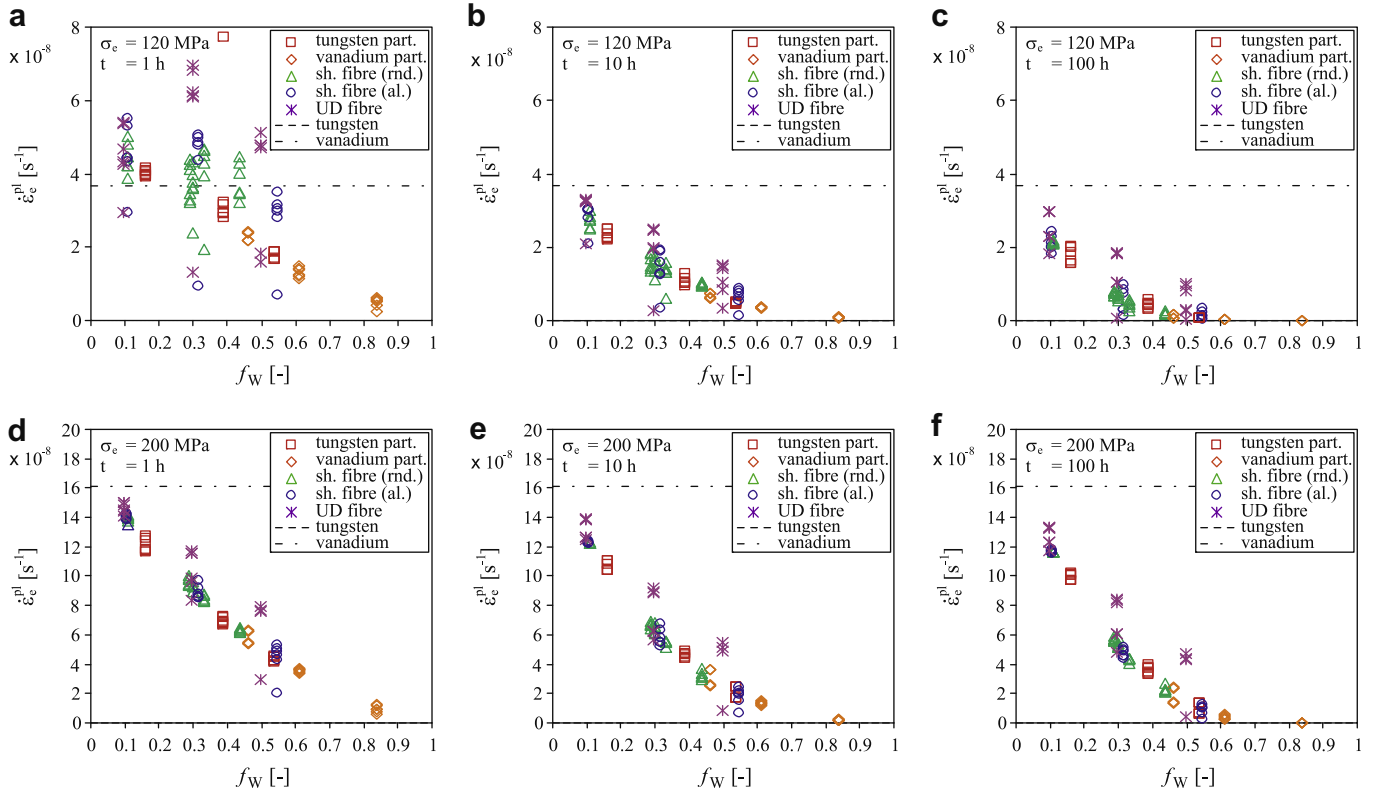 a
σe = 120 MPa
t = 1 h
x 10-8
tungsten part.
vanadium part.
sh. fibre (rnd.)
sh. fibre (al.)
UD fibre
tungsten
vanadium
8
6
4
2
0
ε̇e^pl [s-1]
0 0.1 0.2 0.3 0.4 0.5 0.6 0.7 0.8 0.9 1
fW [-]
b
σe = 120 MPa
t = 10 h
x 10-8
tungsten part.
vanadium part.
sh. fibre (rnd.)
sh. fibre (al.)
UD fibre
tungsten
vanadium
8
6
4
2
0
ε̇e^pl [s-1]
0 0.1 0.2 0.3 0.4 0.5 0.6 0.7 0.8 0.9 1
fW [-]
c
σe = 120 MPa
t = 100 h
x 10-8
tungsten part.
vanadium part.
sh. fibre (rnd.)
sh. fibre (al.)
UD fibre
tungsten
vanadium
8
6
4
2
0
ε̇e^pl [s-1]
0 0.1 0.2 0.3 0.4 0.5 0.6 0.7 0.8 0.9 1
fW [-]
d
σe = 200 MPa
t = 1 h
x 10-8
tungsten part.
vanadium part.
sh. fibre (rnd.)
sh. fibre (al.)
UD fibre
tungsten
vanadium
20
18
16
14
12
10
8
6
4
2
0
ε̇e^pl [s-1]
0 0.1 0.2 0.3 0.4 0.5 0.6 0.7 0.8 0.9 1
fW [-]
e
σe = 200 MPa
t = 10 h
x 10-8
tungsten part.
vanadium part.
sh. fibre (rnd.)
sh. fibre (al.)
UD fibre
tungsten
vanadium
20
18
16
14
12
10
8
6
4
2
0
ε̇e^pl [s-1]
0 0.1 0.2 0.3 0.4 0.5 0.6 0.7 0.8 0.9 1
fW [-]
f
σe = 200 MPa
t = 100 h
x 10-8
tungsten part.
vanadium part.
sh. fibre (rnd.)
sh. fibre (al.)
UD fibre
tungsten
vanadium
20
18
16
14
12
10
8
6
4
2
0
ε̇e^pl [s-1]
0 0.1 0.2 0.3 0.4 0.5 0.6 0.7 0.8 0.9 1
fW [-]